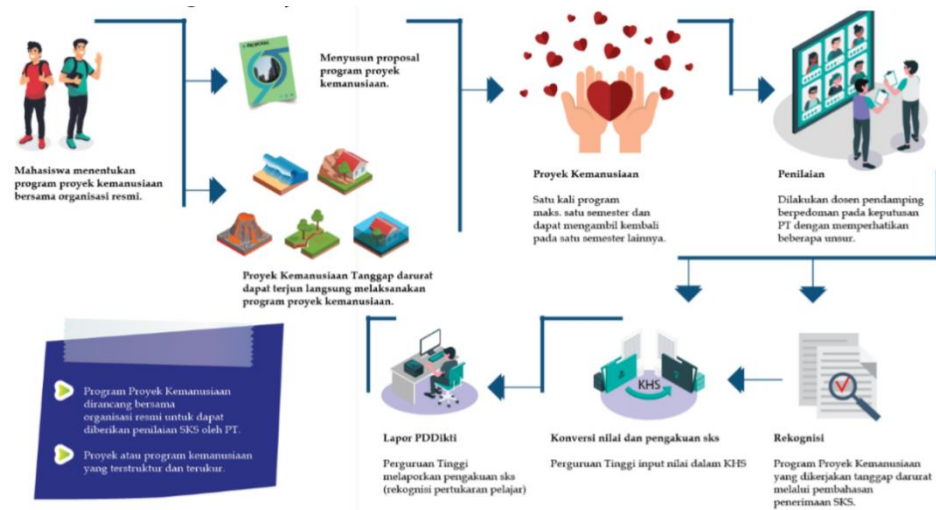 Menyusun proposal
program proyek
kemanusiaan.
Mahasiswa menentukan
program proyek kemanusiaan
bersama organisasi resmi.
Proyek Kemanusiaan Tanggap darurat
dapat terjun langsung melaksanakan
program proyek kemanusiaan.
Proyek Kemanusiaan
Satu kali program
maks. satu semester dan
dapat mengambil kembali
pada satu semester lainnya.
Penilaian
Dilakukan dosen pendamping
berpedoman pada keputusan
PT dengan memperhatikan
beberapa unsur.
Rekognisi
Program Proyek Kemanusiaan
yang dikerjakan tanggap darurat
melalui pembahasan
penerimaan SKS.
KHS
Konversi nilai dan pengakuan sks
Perguruan Tinggi input nilai dalam KHS
Lapor PDDikti
Perguruan Tinggi
melaporkan pengakuan sks
(rekognisi pertukaran pelajar)
Program Proyek Kemanusiaan
dirancang bersama
organisasi resmi untuk dapat
diberikan penilaian SKS oleh PT.
Proyek atau program kemanusiaan
yang terstruktur dan terukur.